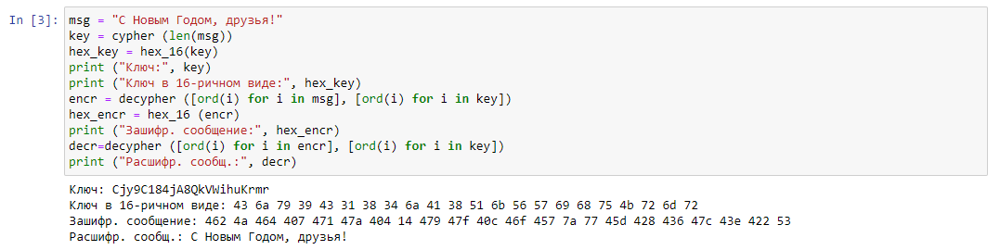 In [3]: msg = "С Новым Годом, друзья!"
key = cypher (len(msg))
hex_key = hex_16(key)
print ("Ключ:", key)
print ("Ключ в 16-ричном виде:", hex_key)
encr = decypher ([ord(i) for i in msg], [ord(i) for i in key])
hex_encr = hex_16 (encr)
print ("Зашифр. сообщение:", hex_encr)
decr=decypher ([ord(i) for i in encr], [ord(i) for i in key])
print ("Расшифр. сообщ.:", decr)
Ключ: Cjy9C184jA8QkVWihuKrmr
Ключ в 16-ричном виде: 43 6a 79 39 43 31 38 34 6a 41 38 51 6b 56 57 69 68 75 4b 72 6d 72
Зашифр. сообщение: 462 4a 464 407 471 47a 404 14 479 47f 40c 46f 457 7a 77 45d 428 436 47c 43e 422 53
Расшифр. сообщ.: С Новым Годом, друзья!